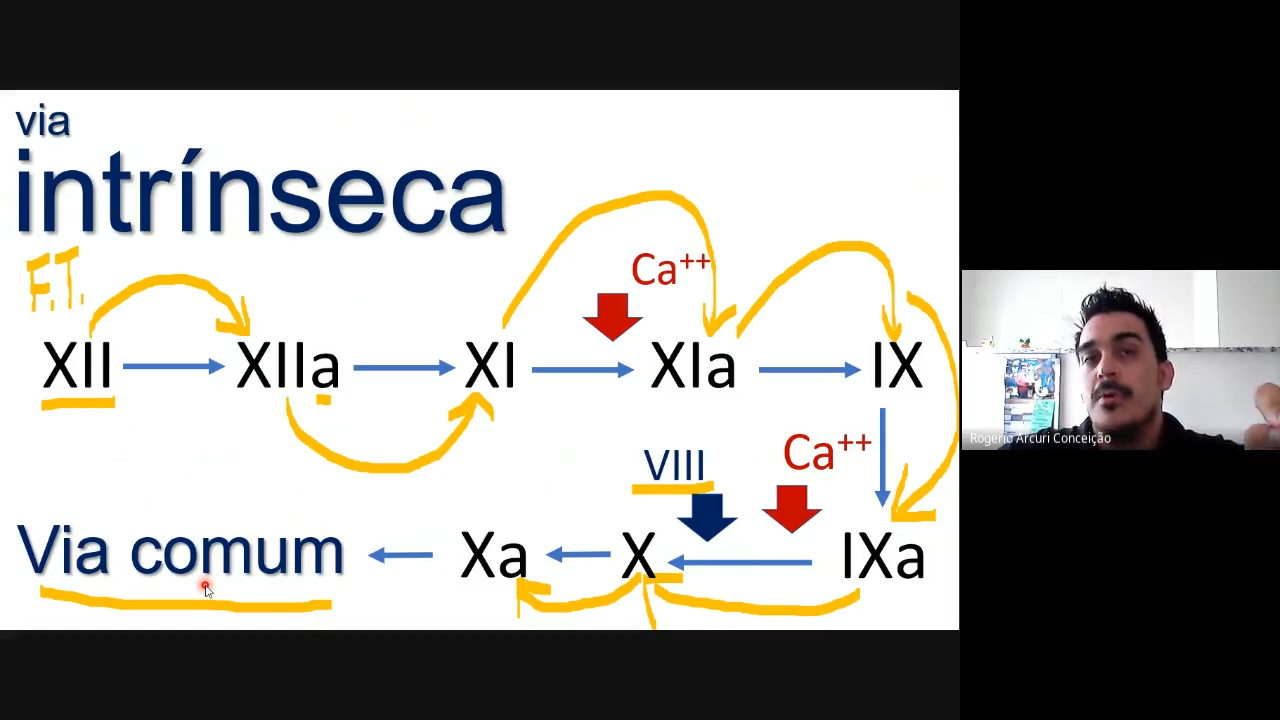 via
intrínseca
F.T.
Ca⁺⁺
XII XIIa XI XIa IX
VIII Ca⁺⁺
Via comum Xa X IXa
Rogerio Arcuri Conceição